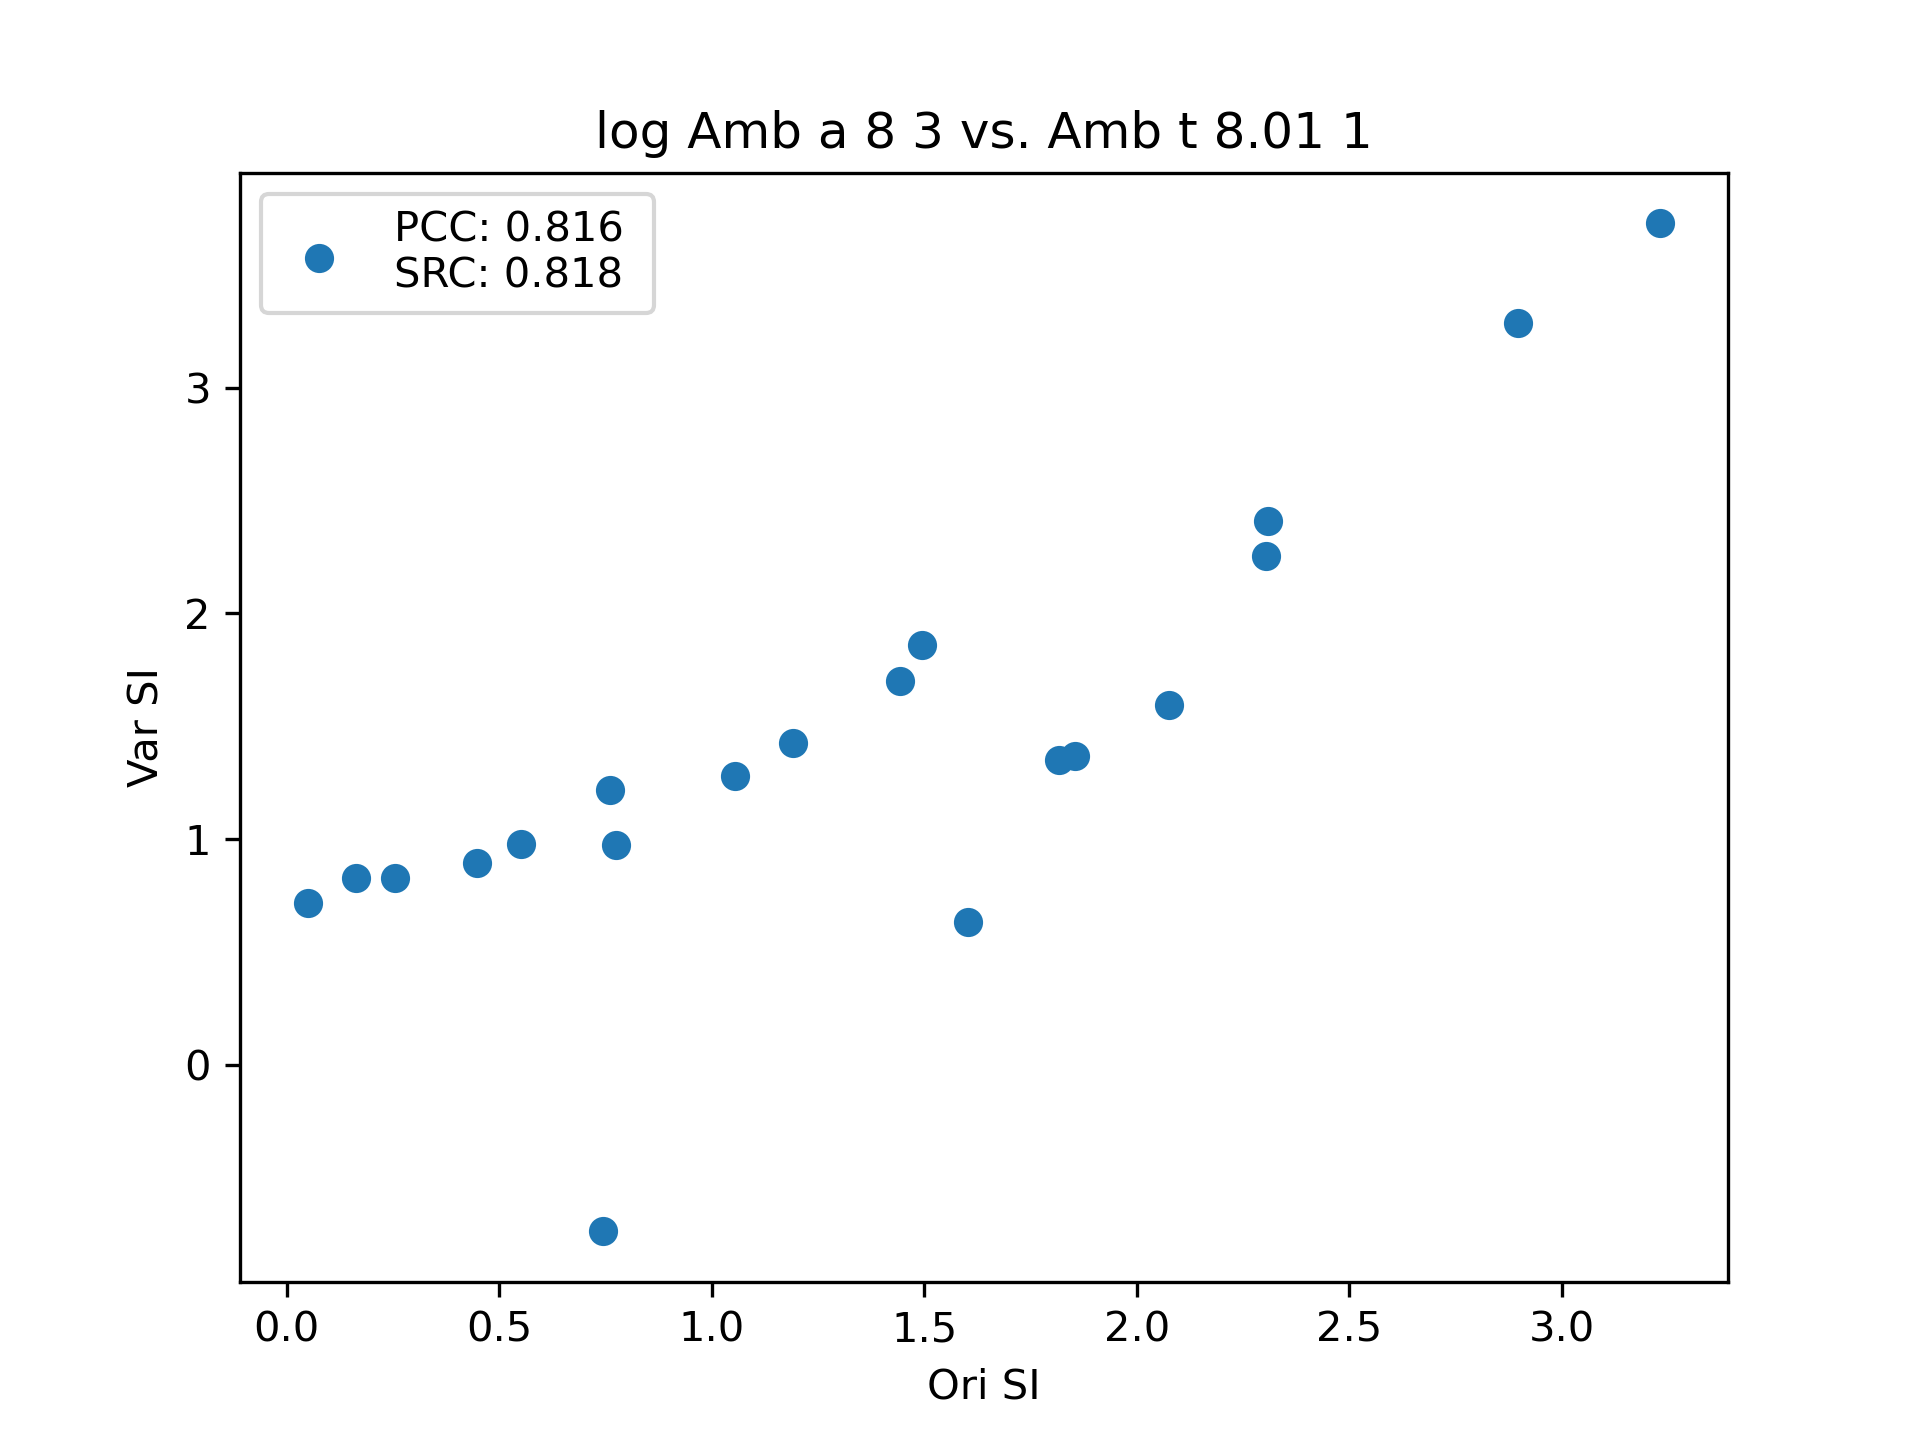 log Amb a 8 3 vs. Amb t 8.01 1
PCC: 0.816
SRC: 0.818
3
2
1
0
Var SI
0.0 0.5 1.0 1.5 2.0 2.5 3.0
Ori SI